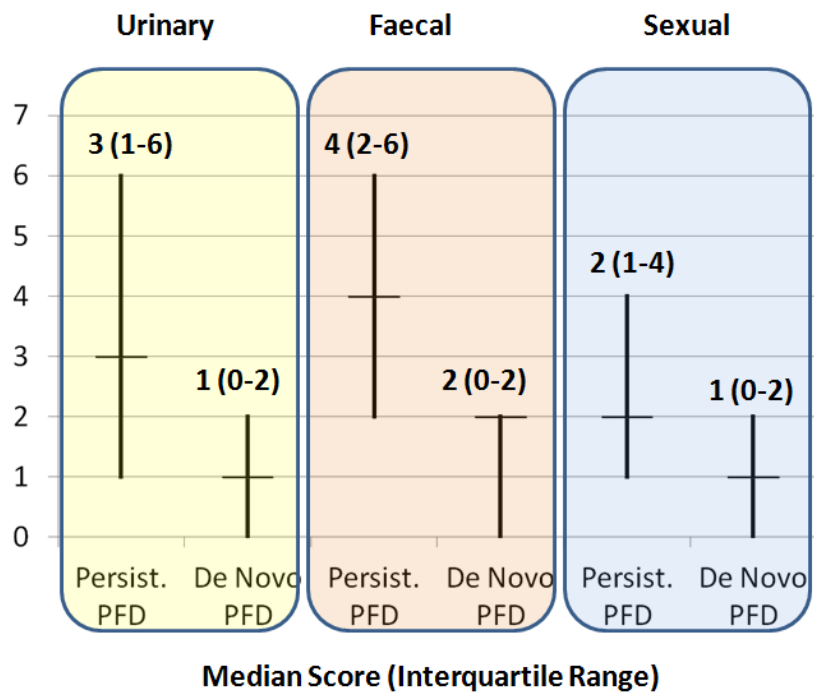 Urinary Faecal Sexual
7
6
5
4
3
2
1
0
3 (1-6)
1 (0-2)
4 (2-6)
2 (0-2)
2 (1-4)
1 (0-2)
Persist. PFD
De Novo PFD
Persist. PFD
De Novo PFD
Persist. PFD
De Novo PFD
Median Score (Interquartile Range)